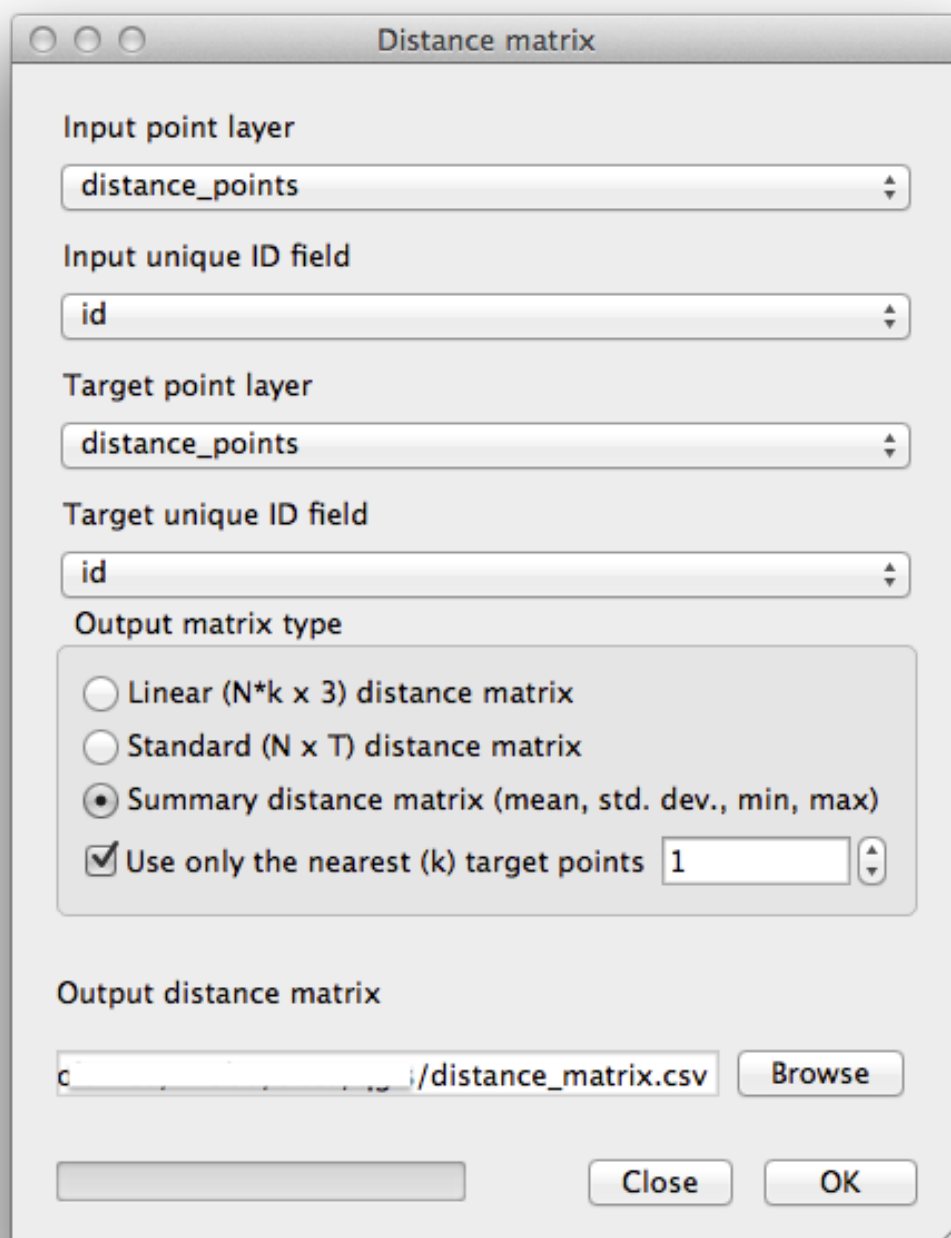 Distance matrix
Input point layer
distance_points
Input unique ID field
id
Target point layer
distance_points
Target unique ID field
id
Output matrix type
Linear (N*k x 3) distance matrix
Standard (N x T) distance matrix
Summary distance matrix (mean, std. dev., min, max)
Use only the nearest (k) target points 1
Output distance matrix
/distance_matrix.csv Browse
Close OK